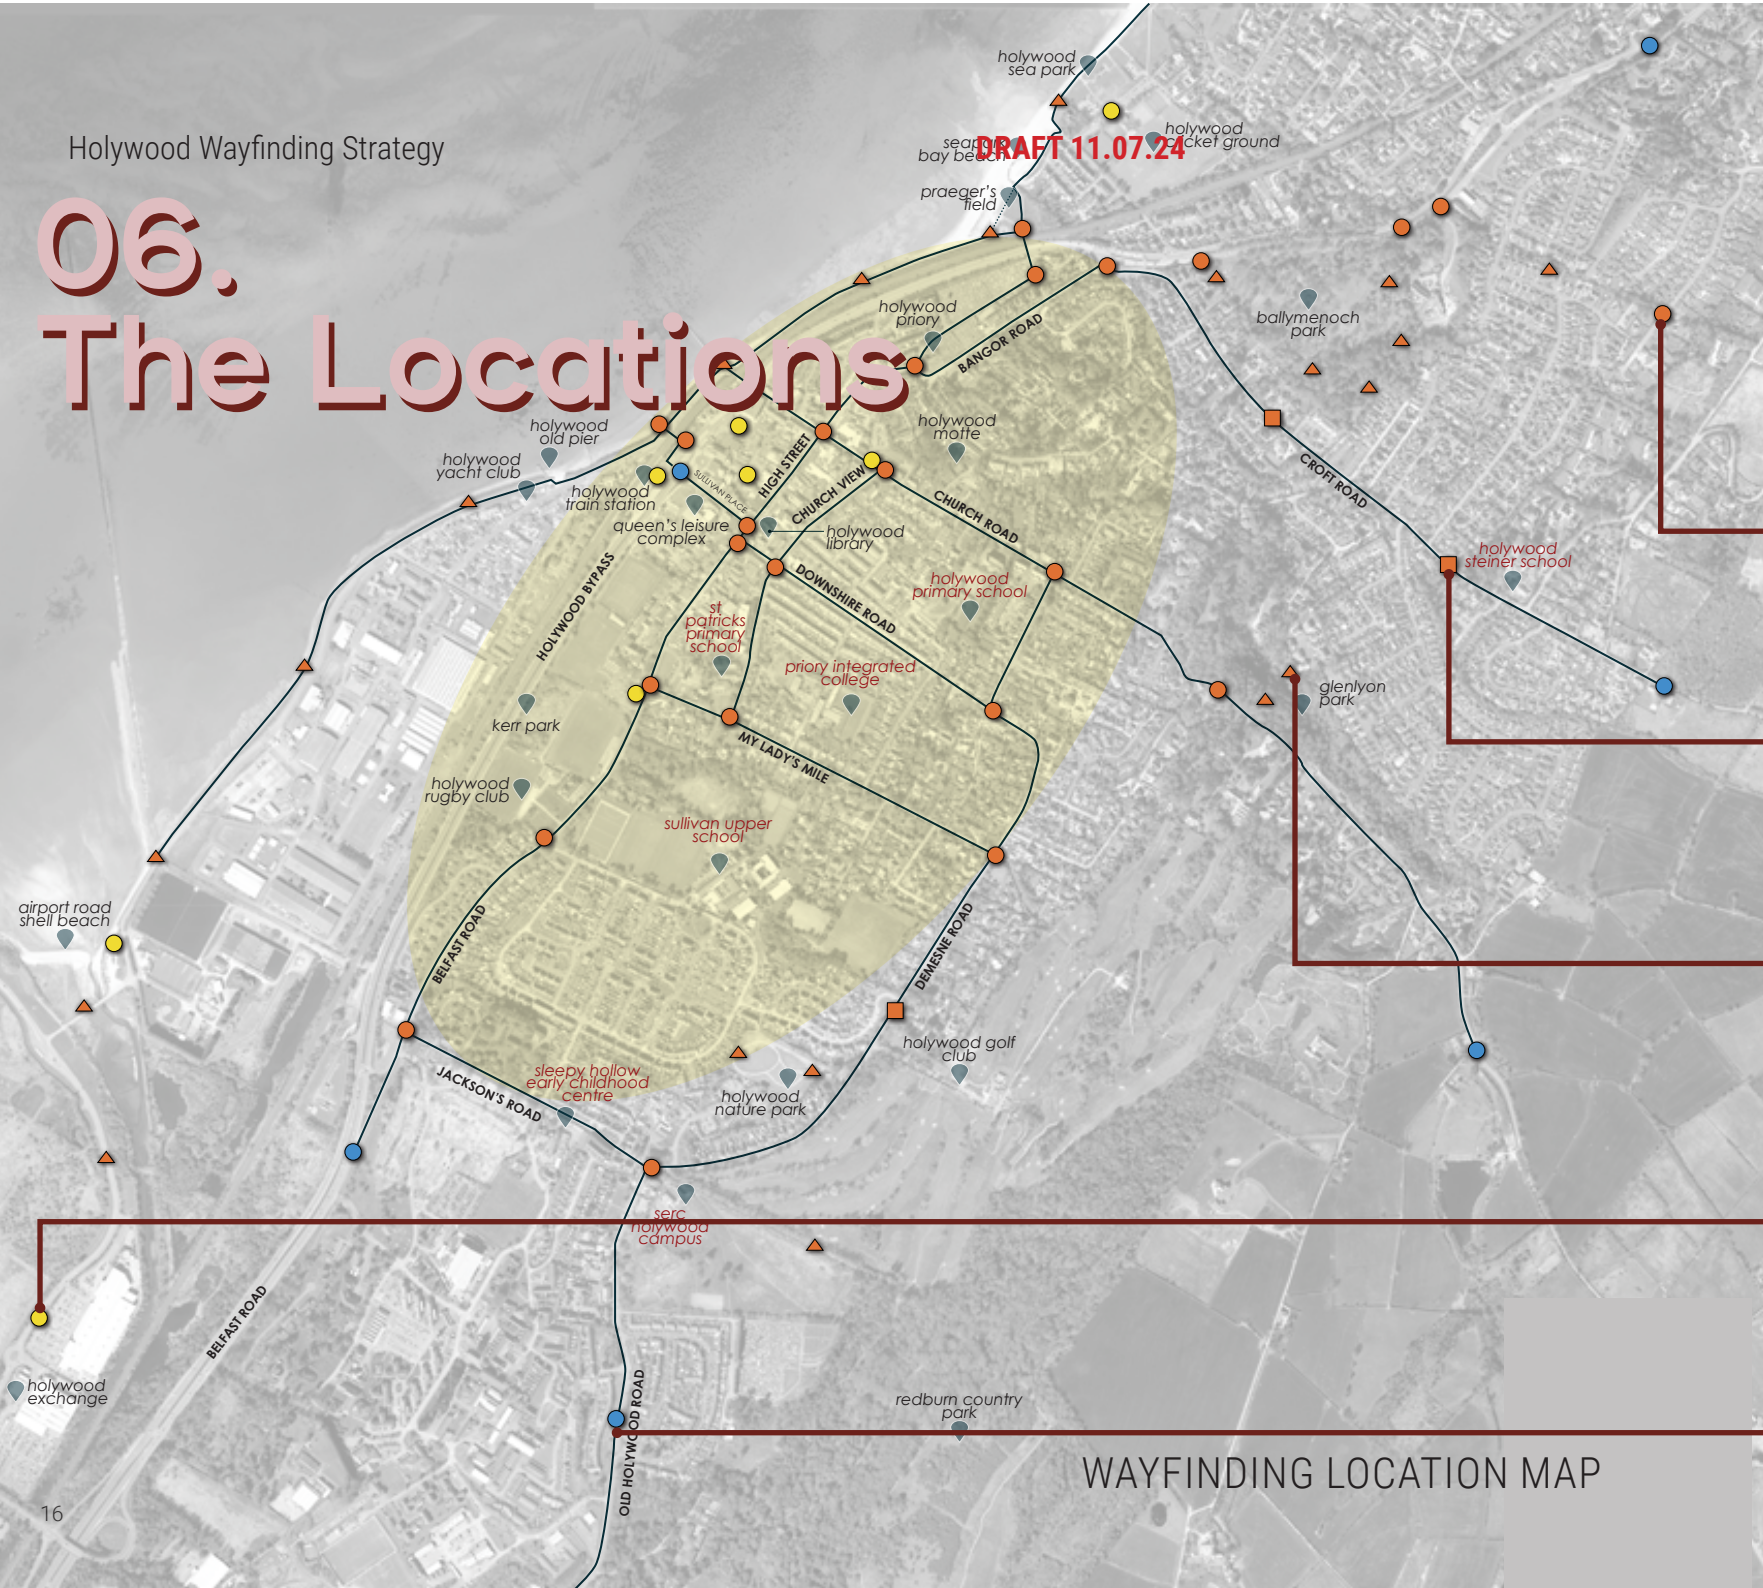 holywood
sea park
Holywood Wayfinding Strategy
DRAFT 11.07.24
holywood
cricket ground
seapark
bay beach
praeger's
field
06.
The Locations
holywood
priory
BANGOR ROAD
ballymenoch
park
holywood
old pier
holywood
yacht club
holywood
motte
HIGH STREET
SULLIVAN PLACE
CHURCH VIEW
CHURCH ROAD
CROFT ROAD
holywood
train station
queen's leisure
complex
holywood
library
HOLYWOOD BYPASS
DOWNSHIRE ROAD
holywood
primary school
holywood
steiner school
st
patricks
primary
school
priory integrated
college
glenlyon
park
kerr park
MY LADY'S MILE
holywood
rugby club
sullivan upper
school
airport road
shell beach
BELFAST ROAD
DEMESNE ROAD
holywood golf
club
JACKSON'S ROAD
sleepy hollow
early childhood
centre
holywood
nature park
serc
holywood
campus
BELFAST ROAD
holywood
exchange
OLD HOLYWOOD ROAD
redburn country
park
WAYFINDING LOCATION MAP
16